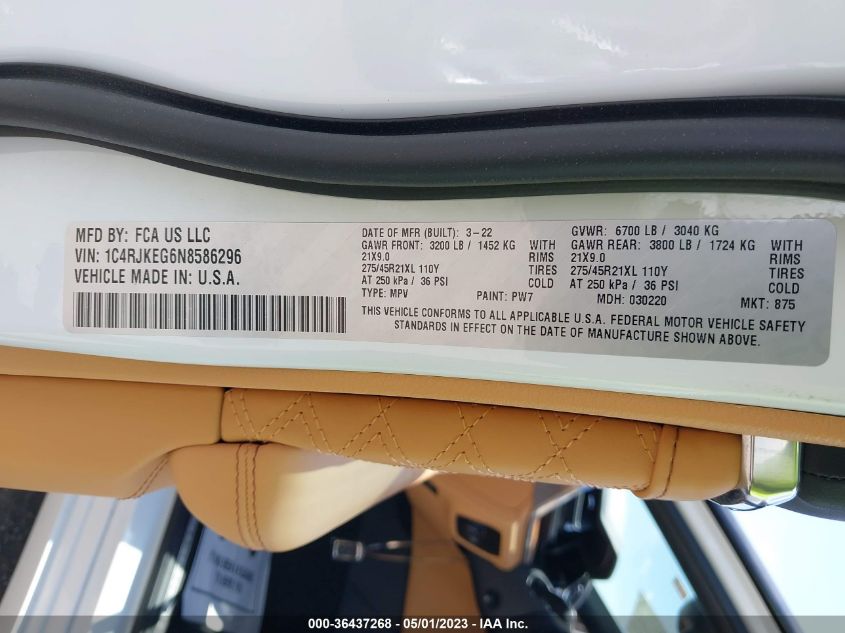 MFD BY: FCA US LLC
VIN: 1C4RJKEG6N8586296
VEHICLE MADE IN U.S.A.
DATE OF MFR (BUILT): 3-22
GAWR FRONT: 3200 LB / 1452 KG WITH
21X9.0 RIMS
275/45R21XL 110Y TIRES
AT 250 kPa / 36 PSI COLD
TYPE: MPV PAINT: PW7
GVWR: 6700 LB / 3040 KG
GAWR REAR: 3800 LB / 1724 KG WITH
21X9.0 RIMS
275/45R21XL 110Y TIRES
AT 250 kPa / 36 PSI COLD
MDH: 030220 MKT: 875
THIS VEHICLE CONFORMS TO ALL APPLICABLE U.S.A. FEDERAL MOTOR VEHICLE SAFETY
STANDARDS IN EFFECT ON THE DATE OF MANUFACTURE SHOWN ABOVE.
000-36437268 - 05/01/2023 - IAA Inc.